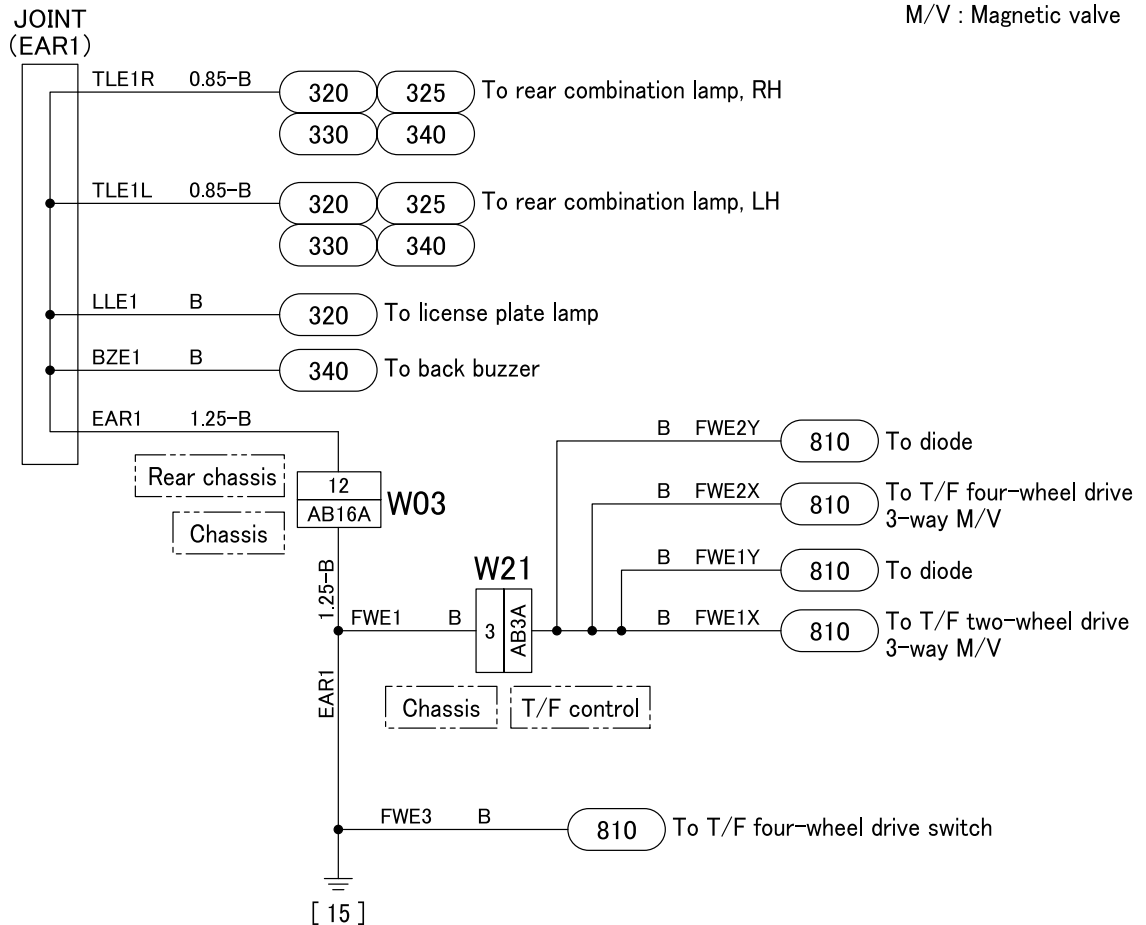 M/V : Magnetic valve
JOINT
(EAR1)
TLE1R 0.85-B 320 325 To rear combination lamp, RH
330 340
TLE1L 0.85-B 320 325 To rear combination lamp, LH
330 340
LLE1 B 320 To license plate lamp
BZE1 B 340 To back buzzer
EAR1 1.25-B
B FWE2Y 810 To diode
Rear chassis 12
AB16A W03
Chassis
B FWE2X 810 To T/F four-wheel drive
3-way M/V
W21
B FWE1Y 810 To diode
1.25-B
FWE1 B 3 AB3A B FWE1X 810 To T/F two-wheel drive
3-way M/V
EAR1
Chassis T/F control
FWE3 B 810 To T/F four-wheel drive switch
[ 15 ]